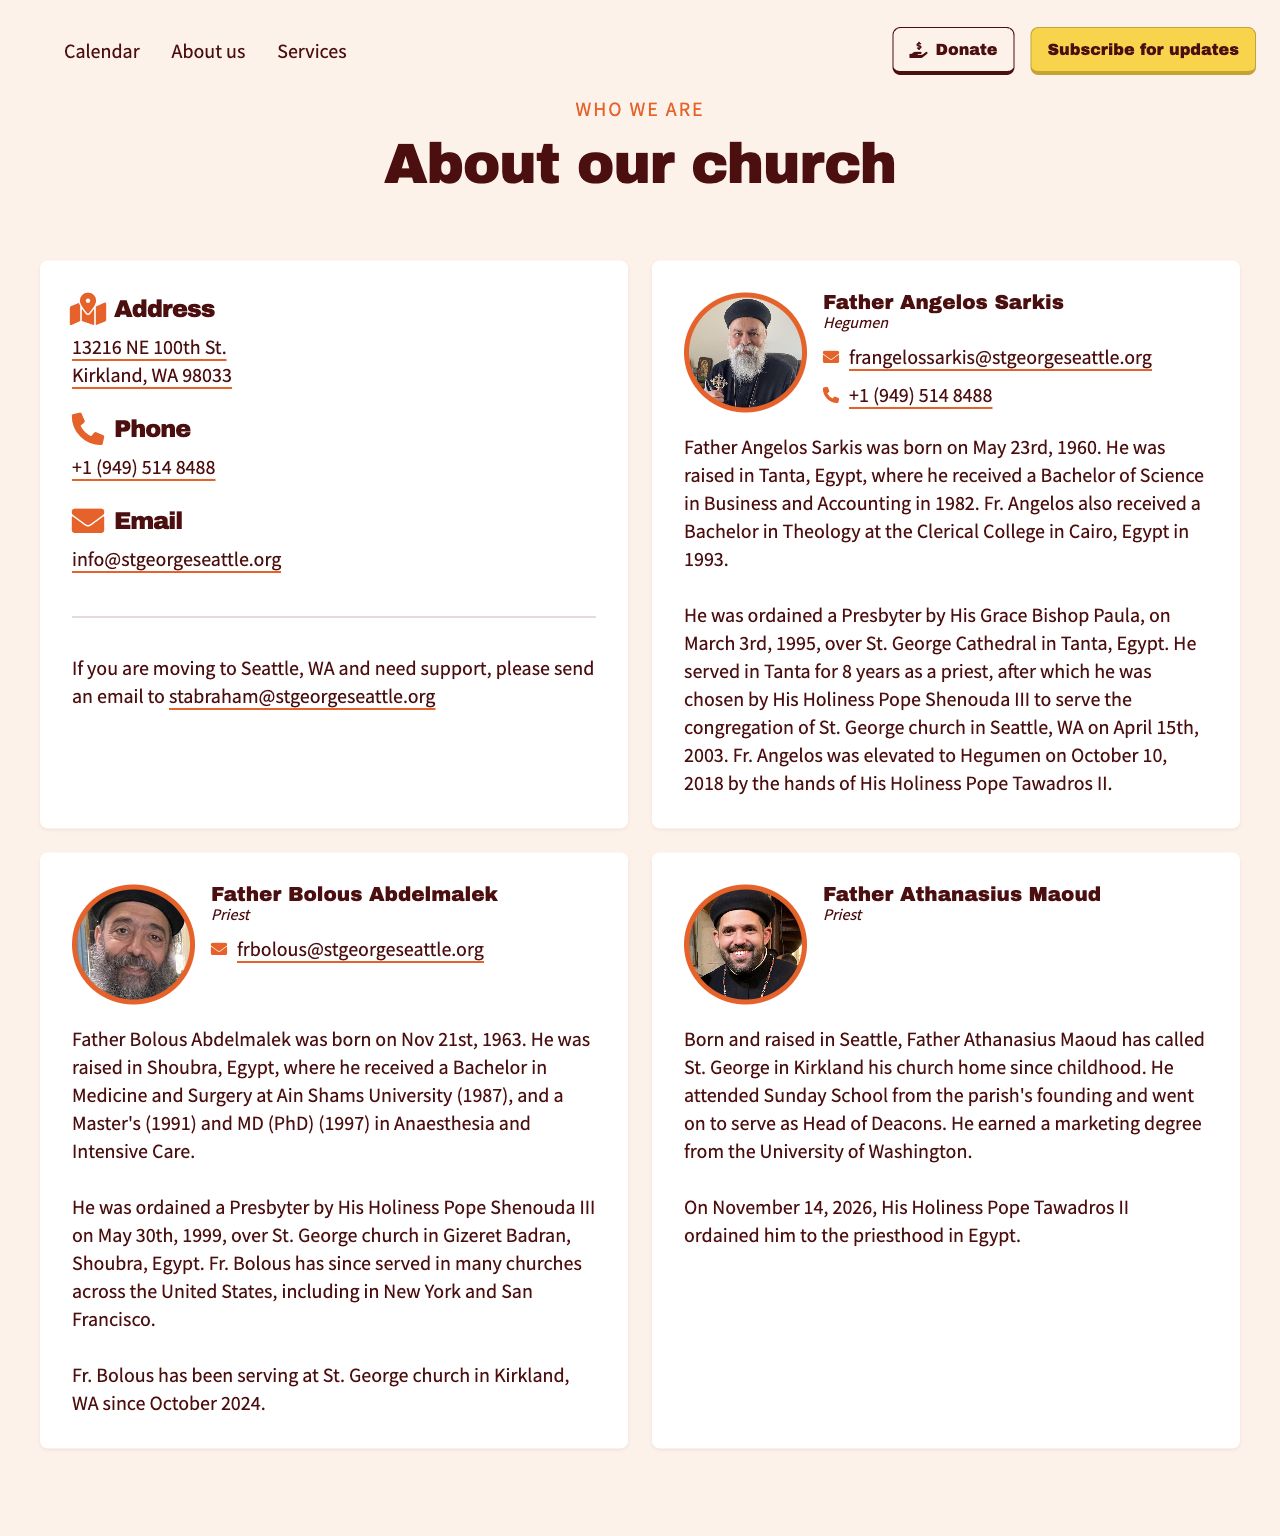 Calendar About us Services Donate Subscribe for updates
WHO WE ARE
About our church
Address
13216 NE 100th St.
Kirkland, WA 98033
Phone
+1 (949) 514 8488
Email
info@stgeorgeseattle.org
If you are moving to Seattle, WA and need support, please send
an email to stabraham@stgeorgeseattle.org
Father Angelos Sarkis
Hegumen
frangelossarkis@stgeorgeseattle.org
+1 (949) 514 8488
Father Angelos Sarkis was born on May 23rd, 1960. He was
raised in Tanta, Egypt, where he received a Bachelor of Science
in Business and Accounting in 1982. Fr. Angelos also received a
Bachelor in Theology at the Clerical College in Cairo, Egypt in
1993.
He was ordained a Presbyter by His Grace Bishop Paula, on
March 3rd, 1995, over St. George Cathedral in Tanta, Egypt. He
served in Tanta for 8 years as a priest, after which he was
chosen by His Holiness Pope Shenouda III to serve the
congregation of St. George church in Seattle, WA on April 15th,
2003. Fr. Angelos was elevated to Hegumen on October 10,
2018 by the hands of His Holiness Pope Tawadros II.
Father Bolous Abdelmalek
Priest
frbolous@stgeorgeseattle.org
Father Bolous Abdelmalek was born on Nov 21st, 1963. He was
raised in Shoubra, Egypt, where he received a Bachelor in
Medicine and Surgery at Ain Shams University (1987), and a
Master's (1991) and MD (PhD) (1997) in Anaesthesia and
Intensive Care.
He was ordained a Presbyter by His Holiness Pope Shenouda III
on May 30th, 1999, over St. George church in Gizeret Badran,
Shoubra, Egypt. Fr. Bolous has since served in many churches
across the United States, including in New York and San
Francisco.
Fr. Bolous has been serving at St. George church in Kirkland,
WA since October 2024.
Father Athanasius Maoud
Priest
Born and raised in Seattle, Father Athanasius Maoud has called
St. George in Kirkland his church home since childhood. He
attended Sunday School from the parish's founding and went
on to serve as Head of Deacons. He earned a marketing degree
from the University of Washington.
On November 14, 2026, His Holiness Pope Tawadros II
ordained him to the priesthood in Egypt.